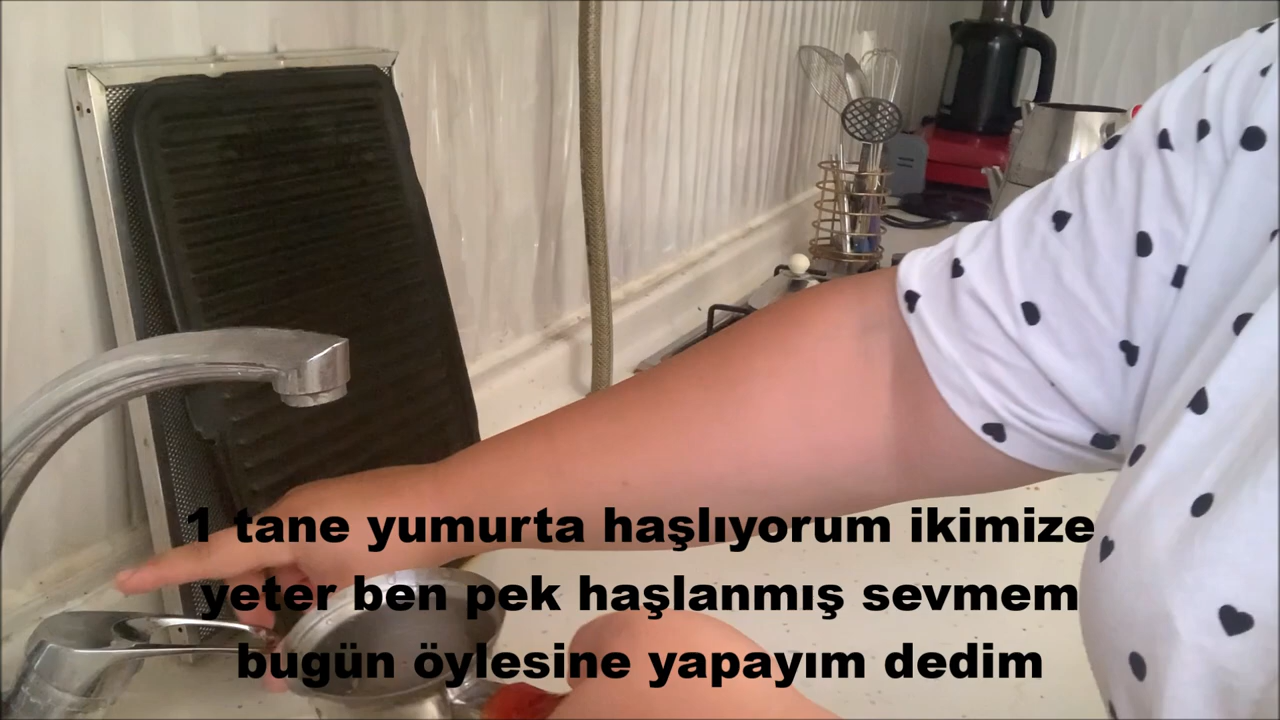 1 tane yumurta haşlıyorum ikimize
yeter ben pek haşlanmış sevmem
bugün öylesine yapayım dedim